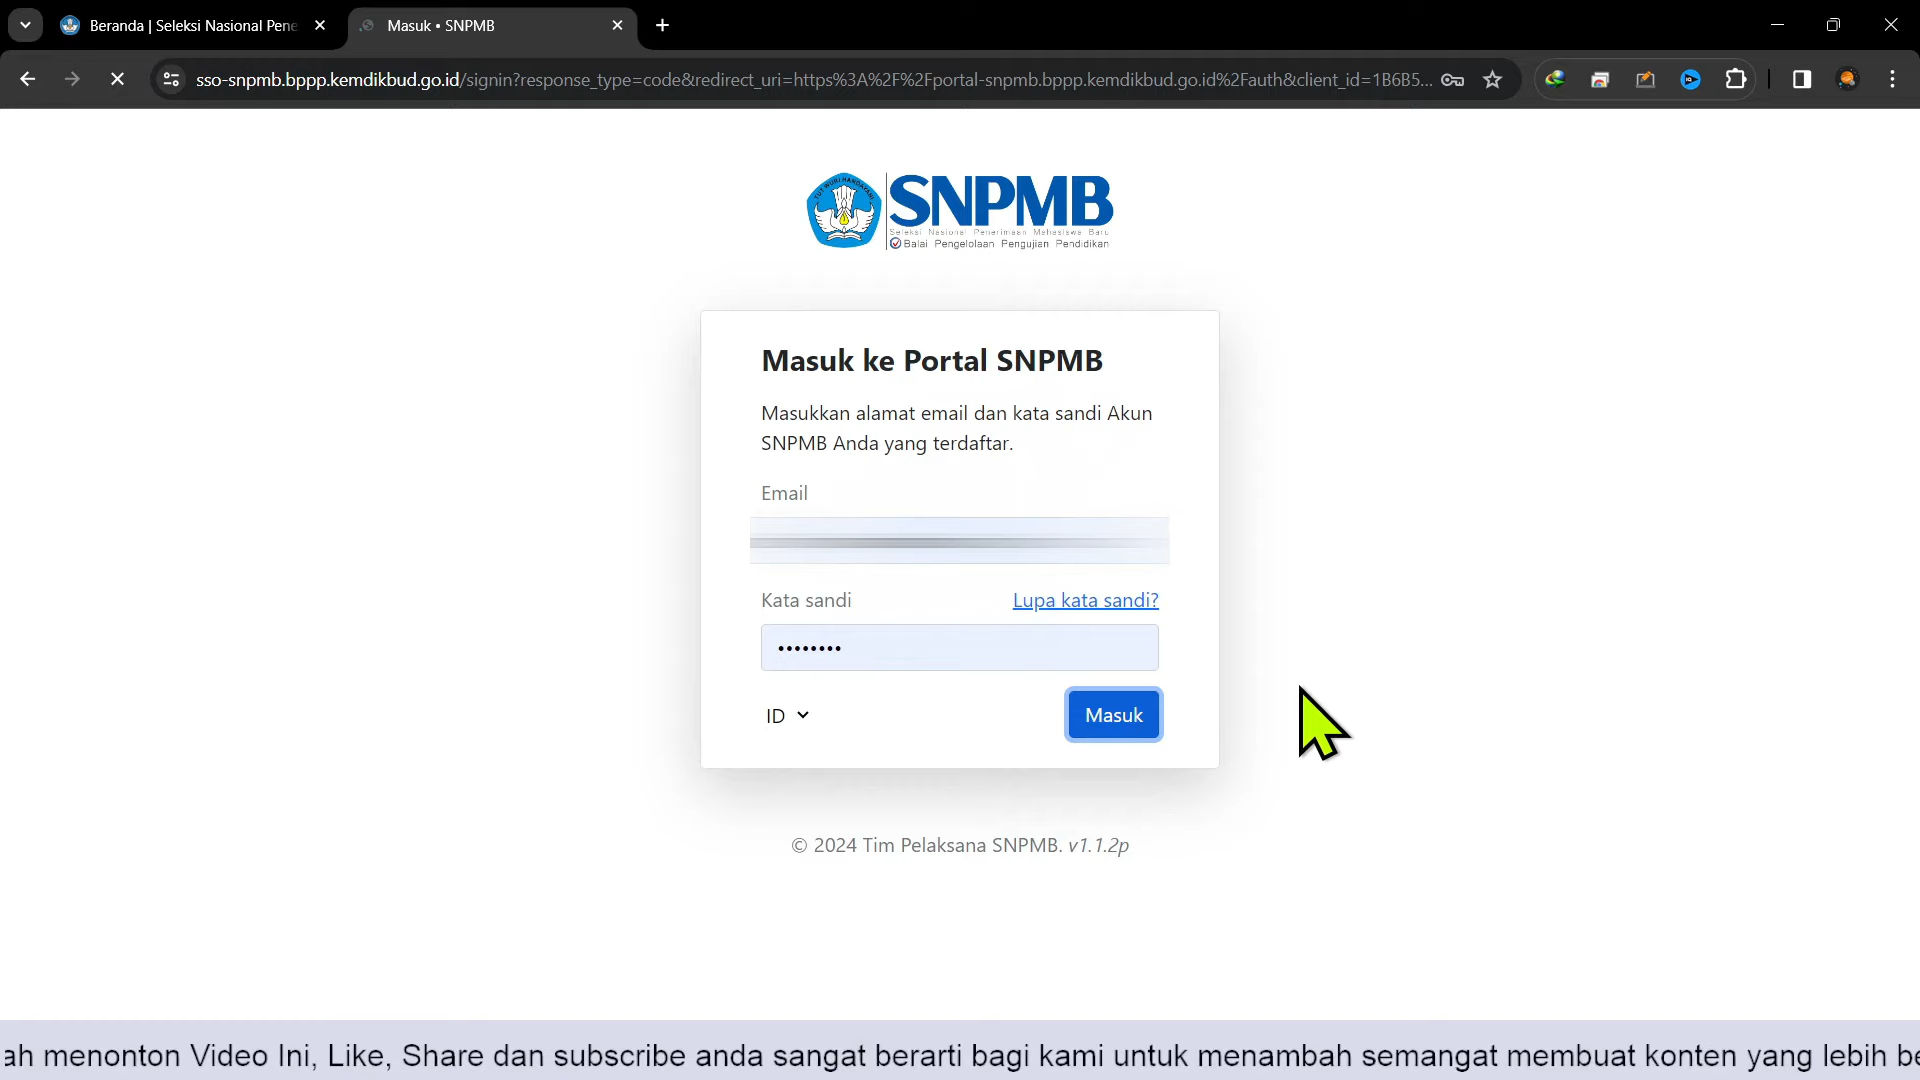 Beranda | Seleksi Nasional Pene
Masuk • SNPMB
sso-snpmb.bppp.kemdikbud.go.id/signin?response_type=code&redirect_uri=https%3A%2F%2Fportal-snpmb.bppp.kemdikbud.go.id%2Fauth&client_id=1B6B5...
TUT WURI HANDAYANI
SNPMB
Seleksi Nasional Penerimaan Mahasiswa Baru
Balai Pengelolaan Pengujian Pendidikan
Masuk ke Portal SNPMB
Masukkan alamat email dan kata sandi Akun
SNPMB Anda yang terdaftar.
Email
Kata sandi
Lupa kata sandi?
ID
Masuk
© 2024 Tim Pelaksana SNPMB. v1.1.2p
ah menonton Video Ini, Like, Share dan subscribe anda sangat berarti bagi kami untuk menambah semangat membuat konten yang lebih be